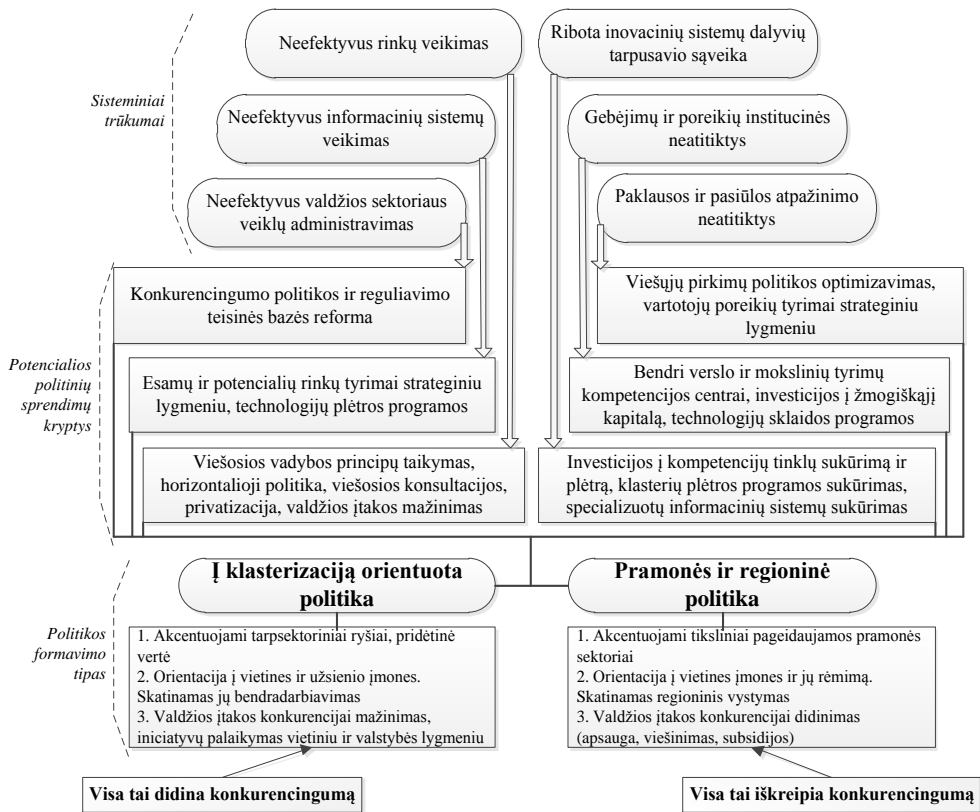 Sisteminiai
trūkumai
Neefektyvus rinkų veikimas
Ribota inovacinių sistemų dalyvių
tarpusavio sąveika
Neefektyvus informacinių sistemų
veikimas
Gebėjimų ir poreikių institucinės
neatitiktys
Neefektyvus valdžios sektoriaus
veiklų administravimas
Paklausos ir pasiūlos atpažinimo
neatitiktys
Potencialios
politinių
sprendimų
kryptys
Konkurencingumo politikos ir reguliavimo
teisinės bazės reforma
Viešųjų pirkimų politikos optimizavimas,
vartotojų poreikių tyrimai strateginiu
lygmeniu
Esamų ir potencialių rinkų tyrimai strateginiu
lygmeniu, technologijų plėtros programos
Bendri verslo ir mokslinių tyrimų
kompetencijos centrai, investicijos į žmogiškąjį
kapitalą, technologijų sklaidos programos
Viešosios vadybos principų taikymas,
horizontalioji politika, viešosios konsultacijos,
privatizacija, valdžios įtakos mažinimas
Investicijos į kompetencijų tinklų sukūrimą ir
plėtrą, klasterių plėtros programos sukūrimas,
specializuotų informacinių sistemų sukūrimas
Politikos
formavimo
tipas
Į klasterizaciją orientuota
politika
Pramonės ir regioninė
politika
1. Akcentuojami tarpsektoriniai ryšiai, pridėtinė
vertė
2. Orientacija į vietines ir užsienio įmones.
Skatinamas jų bendradarbiavimas
3. Valdžios įtakos konkurencijai mažinimas,
iniciatyvų palaikymas vietiniu ir valstybės lygmeniu
1. Akcentuojami tiksliniai pageidaujamos pramonės
sektoriai
2. Orientacija į vietines įmones ir jų rėmimą.
Skatinamas regioninis vystymas
3. Valdžios įtakos konkurencijai didinimas
(apsauga, viešinimas, subsidijos)
Visa tai didina konkurencingumą
Visa tai iškreipia konkurencingumą